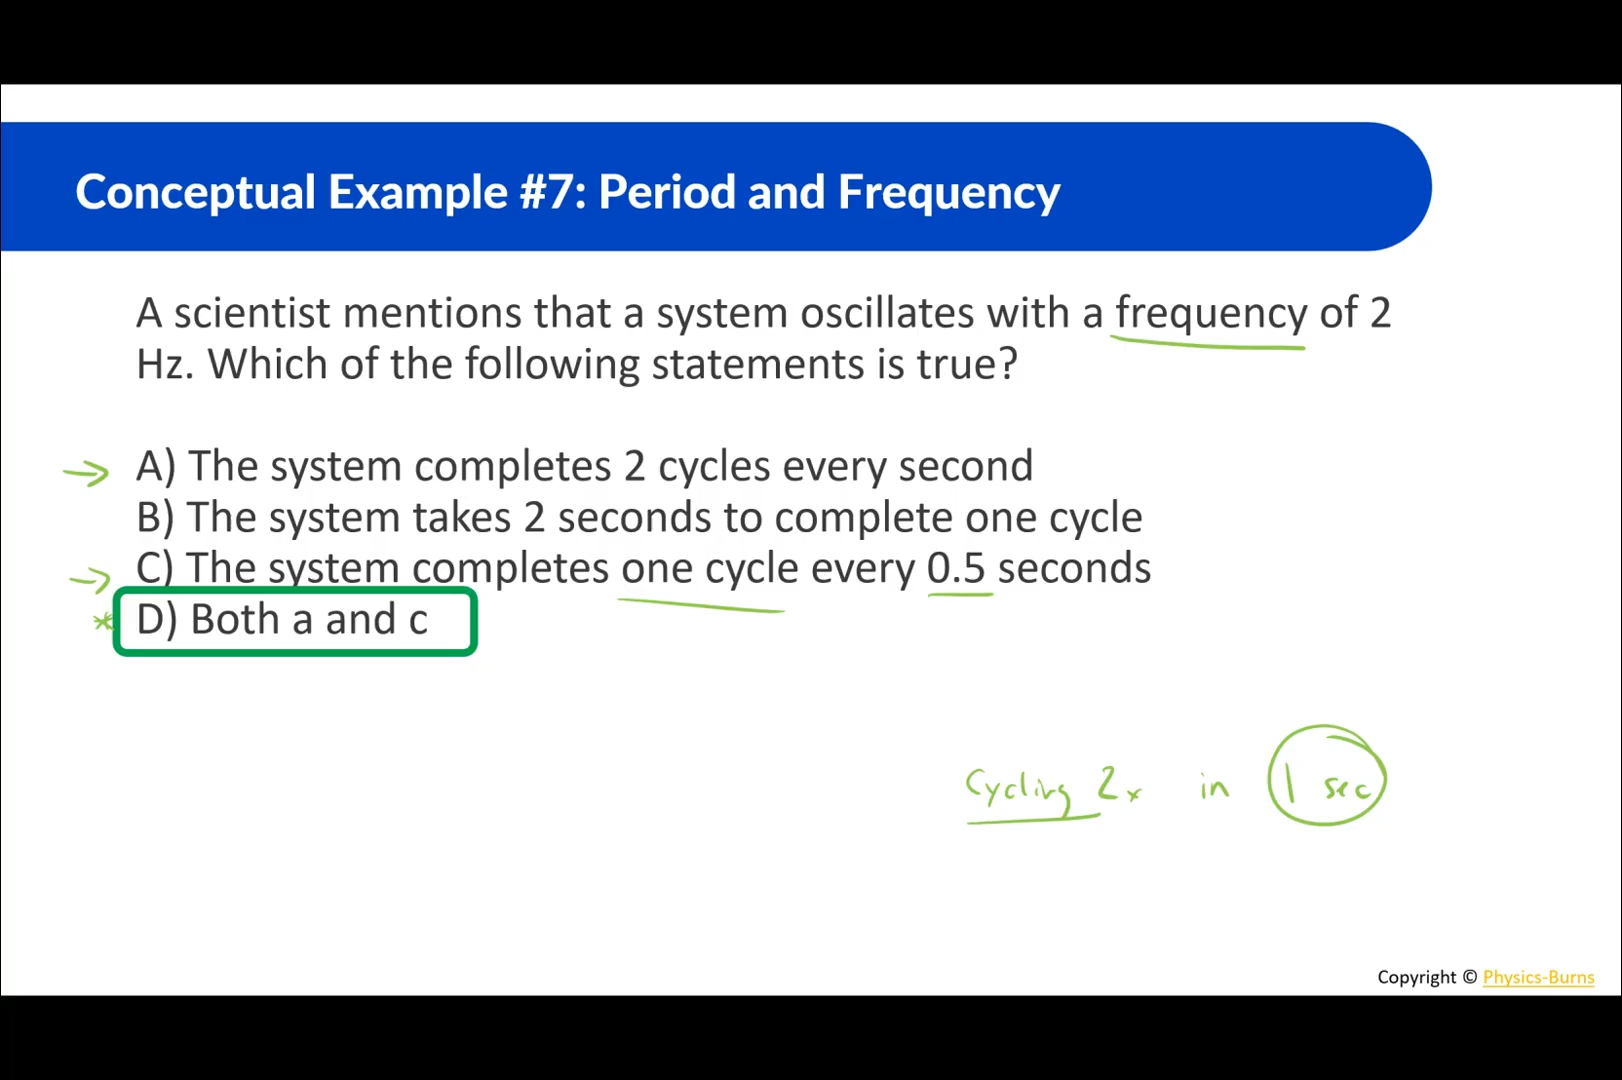 Conceptual Example #7: Period and Frequency
A scientist mentions that a system oscillates with a frequency of 2
Hz. Which of the following statements is true?
A) The system completes 2 cycles every second
B) The system takes 2 seconds to complete one cycle
C) The system completes one cycle every 0.5 seconds
D) Both a and c
Cycling 2x in 1 sec
Copyright © Physics-Burns